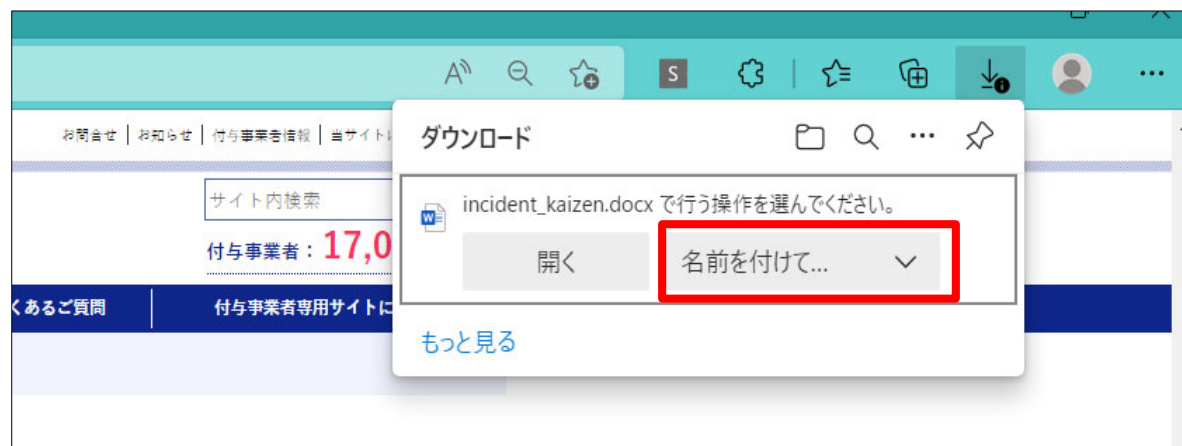 S
お問合せ │ お知らせ │ 付与事業者情報 │ 当サイトに
ダウンロード
サイト内検索
付与事業者：17,0
incident_kaizen.docx で行う操作を選んでください。
開く
名前を付けて...
くあるご質問
付与事業者専用サイトに
もっと見る